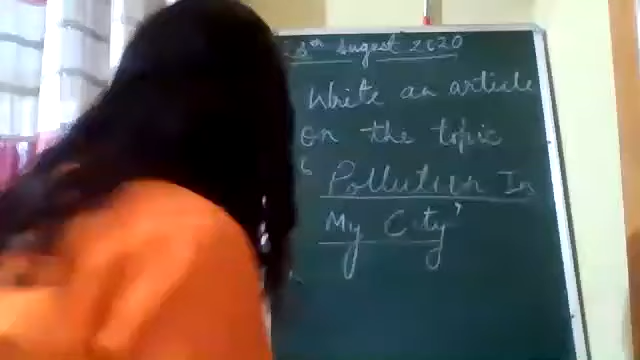 August 2020
Write an article
on the topic
‘Pollution In
My City’